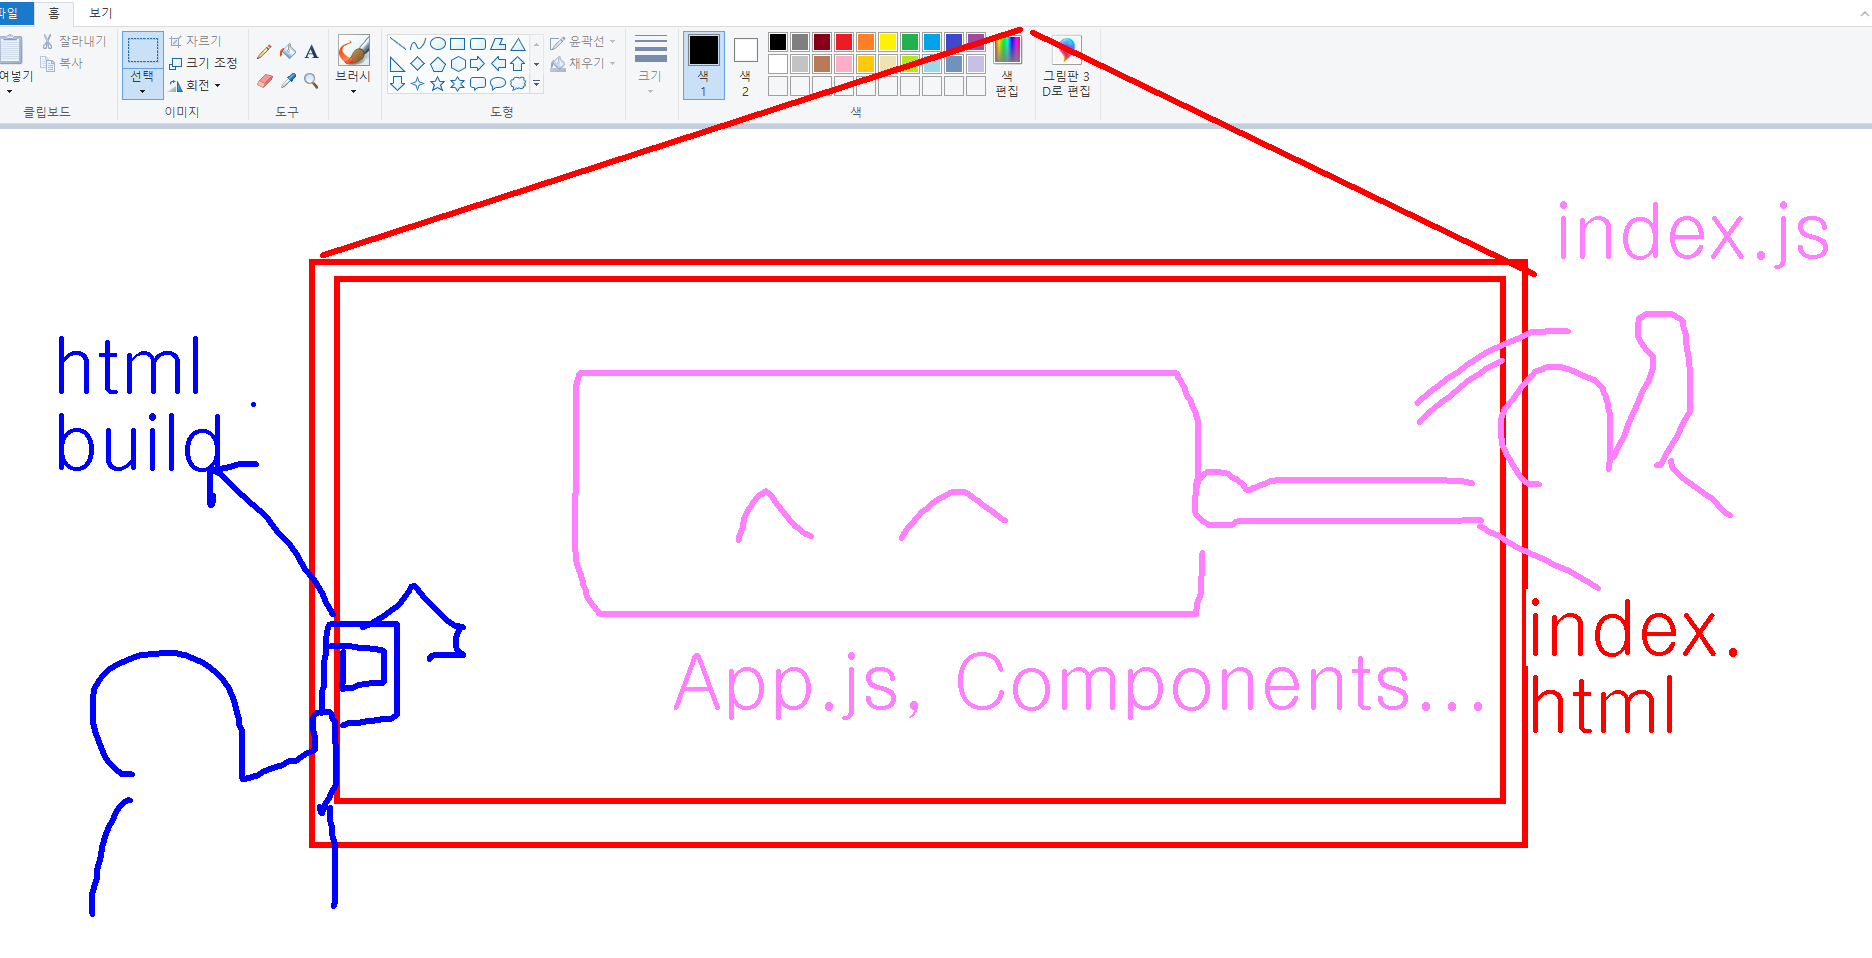 파일 홈 보기
잘라내기
복사
여넣기
클립보드
선택
자르기
크기 조정
회전
이미지
A
도구
브러시
윤곽선
채우기
도형
크기
색
1
색
2
색
편집
색
그림판 3
D로 편집
index.js
html
build
App.js, Components...
index.
html